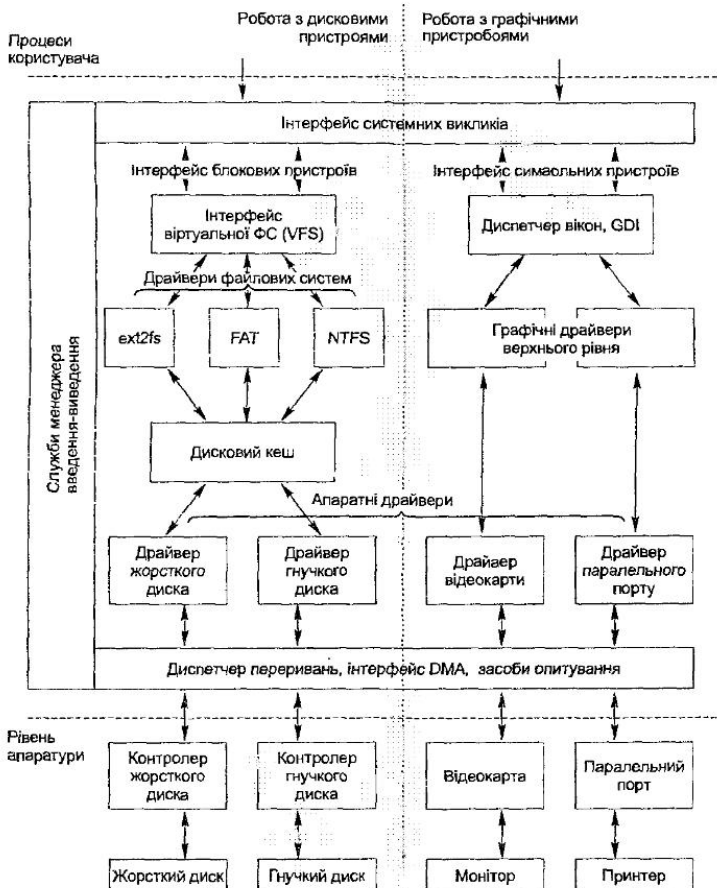 Процеси
користувача
Робота з дисковими
пристроями
Робота з графічними
пристробоями
Інтерфейс системних викликів
Інтерфейс блокових пристроїв
Інтерфейс симаольних пристроїв
Інтерфейс
віртуальної ФС (VFS)
Диспетчер вікон, GDI
Драйвери файлових систем
ext2fs
FAT
NTFS
Графічні драйвери
верхнього рівня
Служби менеджера
введення-виведення
Дисковий кеш
Апаратні драйвери
Драйвер
жорсткого
диска
Драйвер
гнучкого
диска
Драйаер
відеокарти
Драйвер
паралельного
порту
Диспетчер переривань, інтерфейс DMA, засоби опитування
Рівень
апаратури
Контролер
жорсткого
диска
Контролер
гнучкого
диска
Відеокарта
Паралельний
порт
Жорсткий диск
Гнучкий диск
Монітор
Принтер